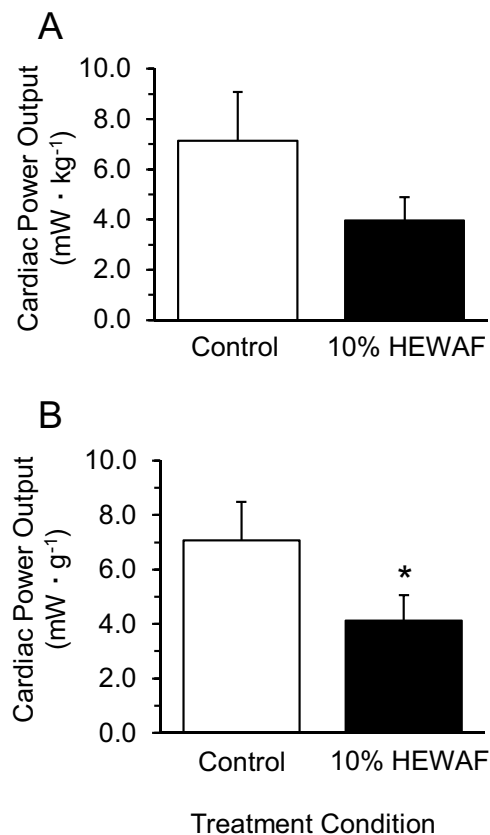 A
Cardiac Power Output
(mW · kg⁻¹)
10.0
8.0
6.0
4.0
2.0
0.0
Control 10% HEWAF
B
Cardiac Power Output
(mW · g⁻¹)
10.0
8.0
6.0
4.0
2.0
0.0
*
Control 10% HEWAF
Treatment Condition